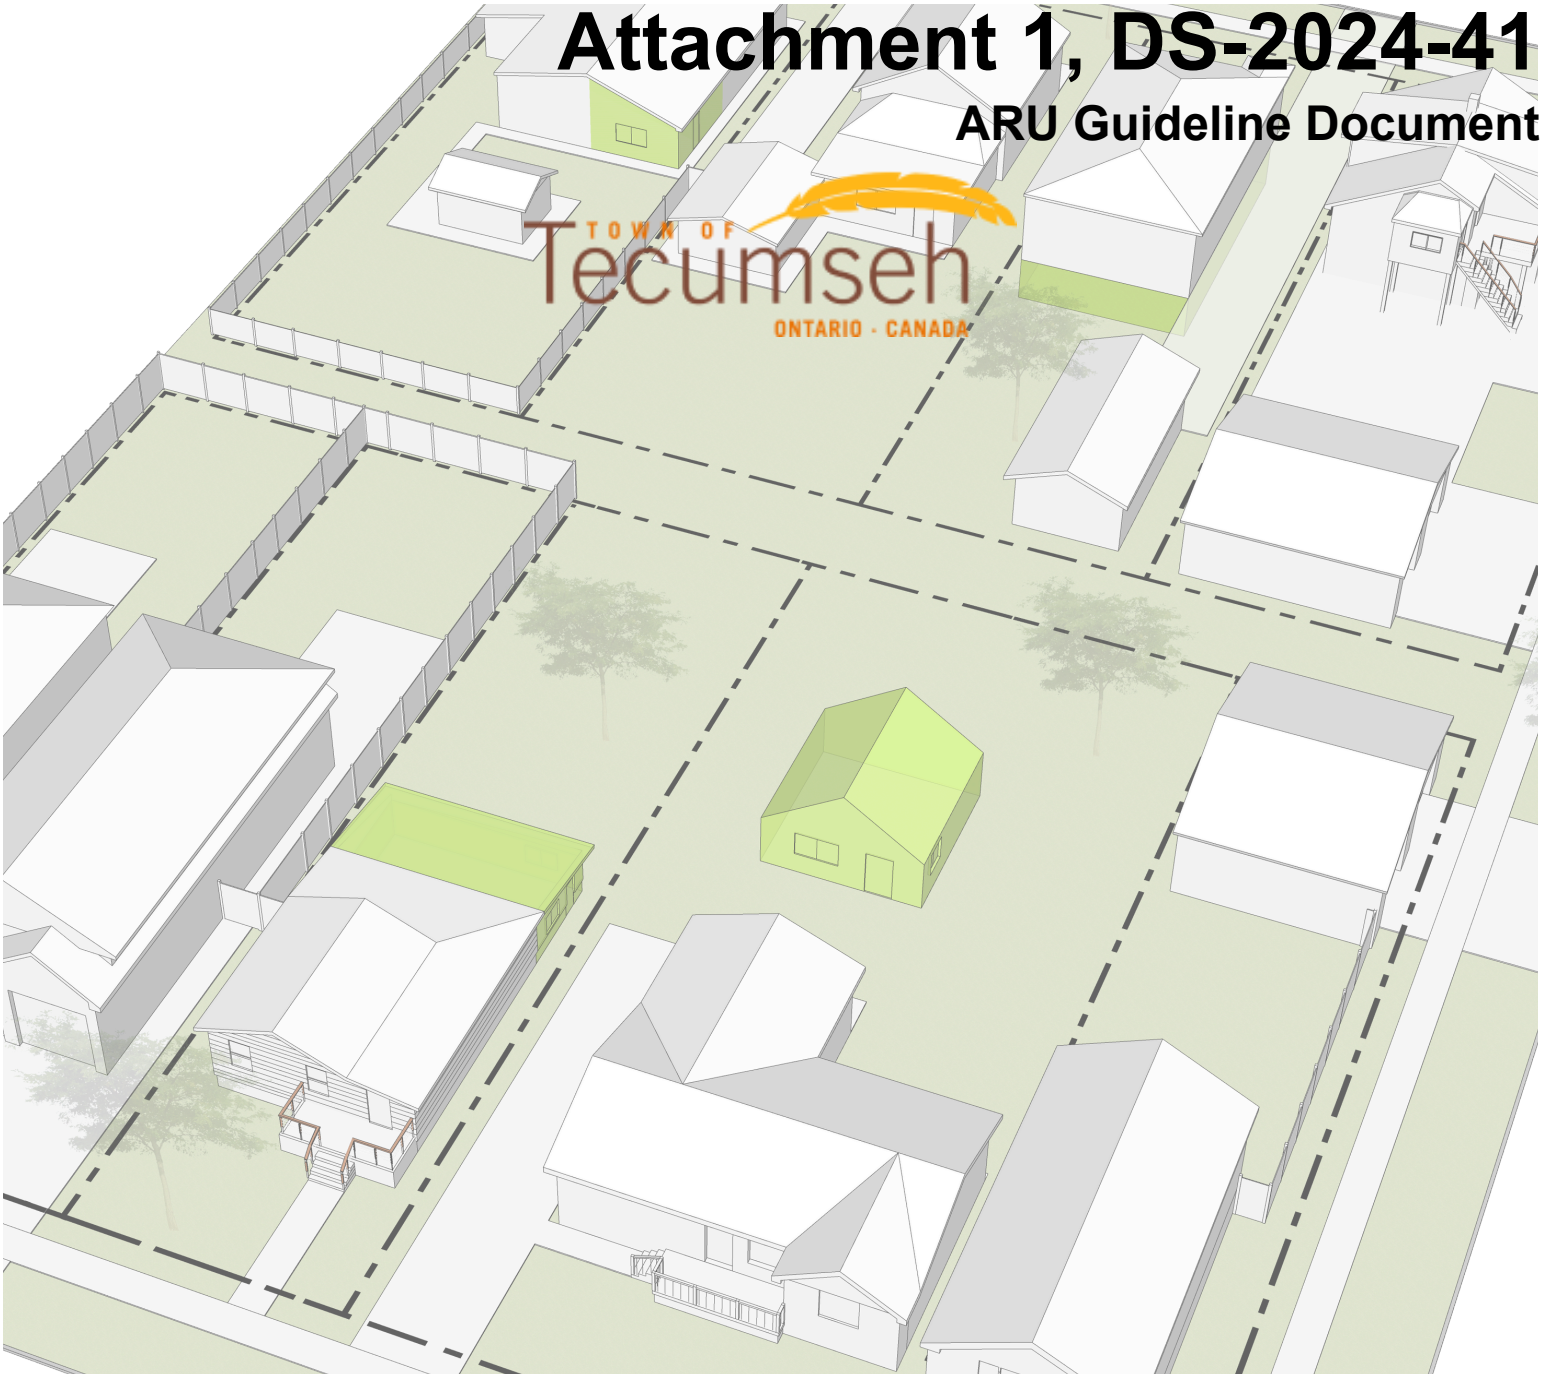 Attachment 1, DS-2024-41
ARU Guideline Document
TOWN OF
Tecumseh
ONTARIO - CANADA